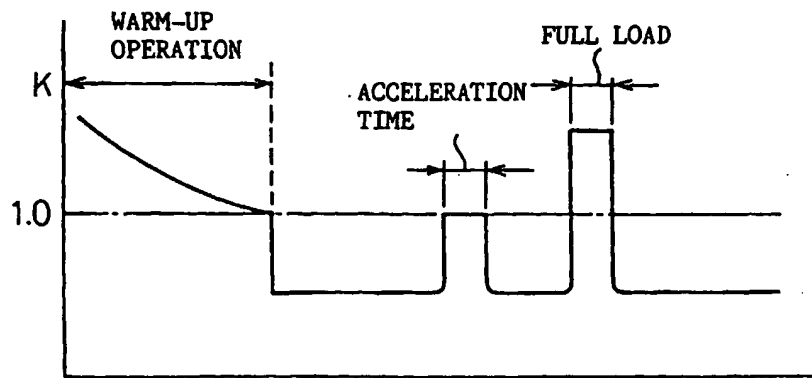 WARM-UP
OPERATION
FULL LOAD
K
ACCELERATION
TIME
1.0